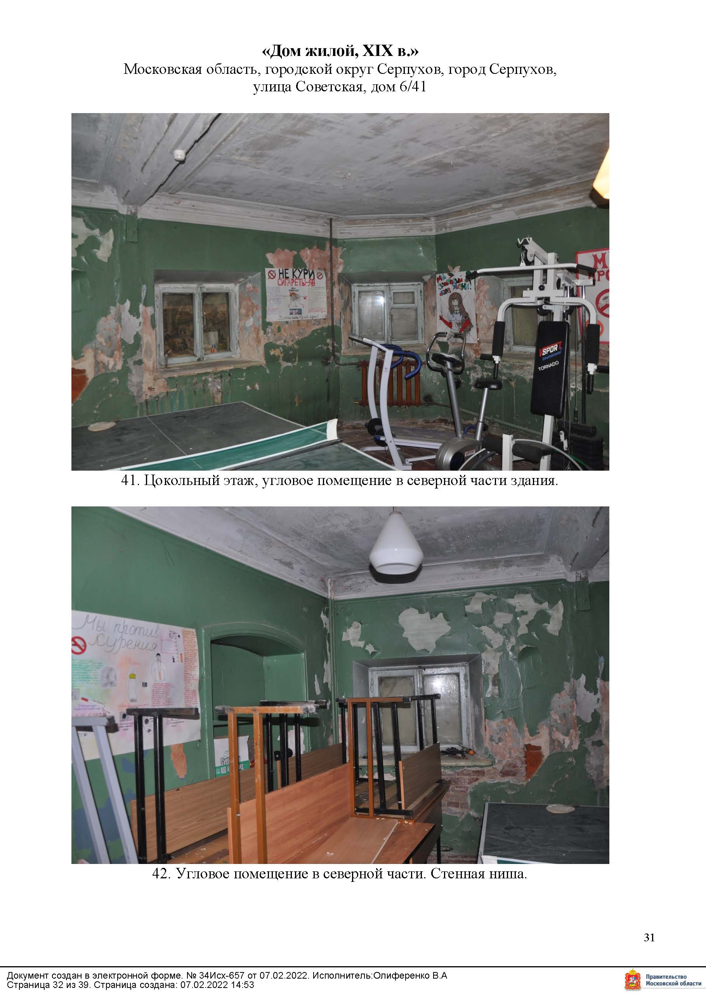 «Дом жилой, XIX в.»
Московская область, городской округ Серпухов, город Серпухов,
улица Советская, дом 6/41
НЕ КУРИ
СИГАРЕТЫ-ЯД
VSPORT
International
TORNADO
VSPORT
41. Цокольный этаж, угловое помещение в северной части здания.
Мы против
курения
42. Угловое помещение в северной части. Стенная ниша.
31
Документ создан в электронной форме. № 34Исх-657 от 07.02.2022. Исполнитель:Олиференко В.А
Страница 32 из 39. Страница создана: 07.02.2022 14:53
Правительство
Московской области